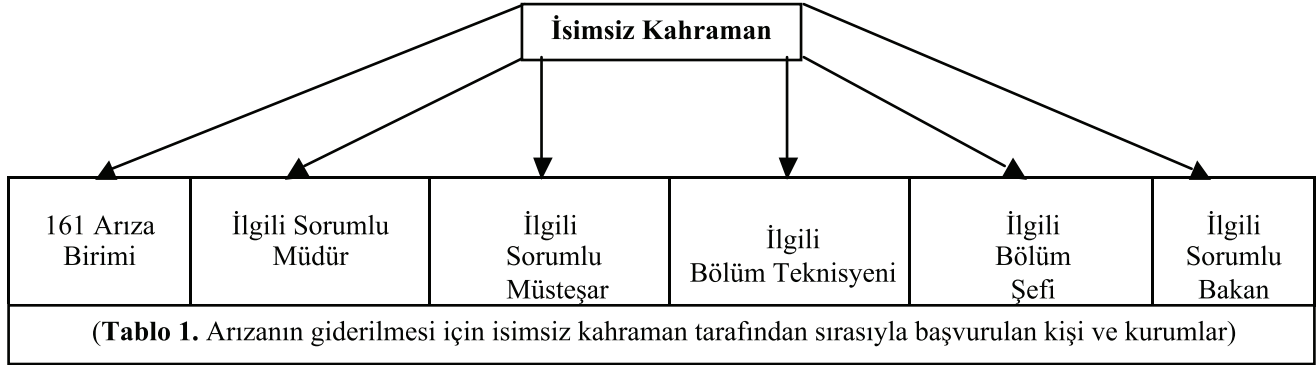 İsimsiz Kahraman
161 Arıza
Birimi
İlgili Sorumlu
Müdür
İlgili
Sorumlu
Müsteşar
İlgili
Bölüm Teknisyeni
İlgili
Bölüm
Şefi
İlgili
Sorumlu
Bakan
(Tablo 1. Arızanın giderilmesi için isimsiz kahraman tarafından sırasıyla başvurulan kişi ve kurumlar)